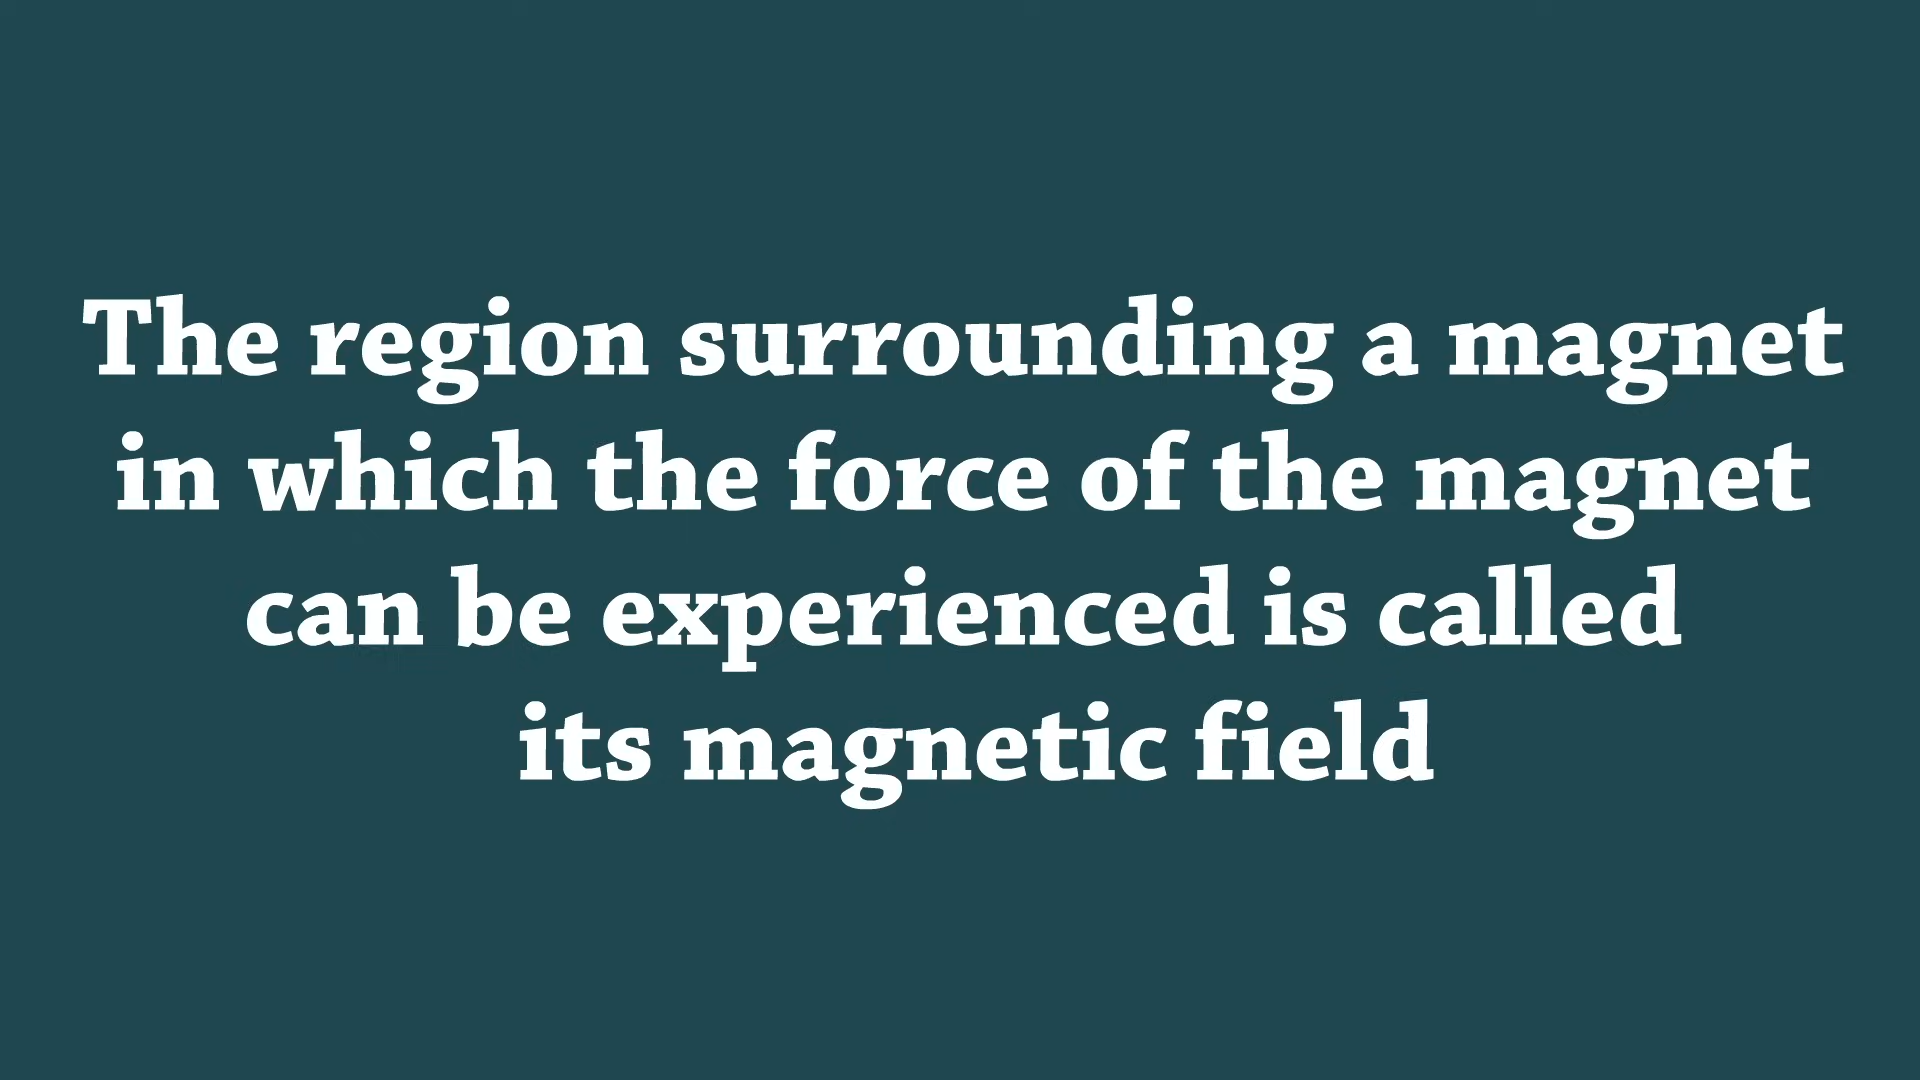 The region surrounding a magnet
in which the force of the magnet
can be experienced is called
its magnetic field